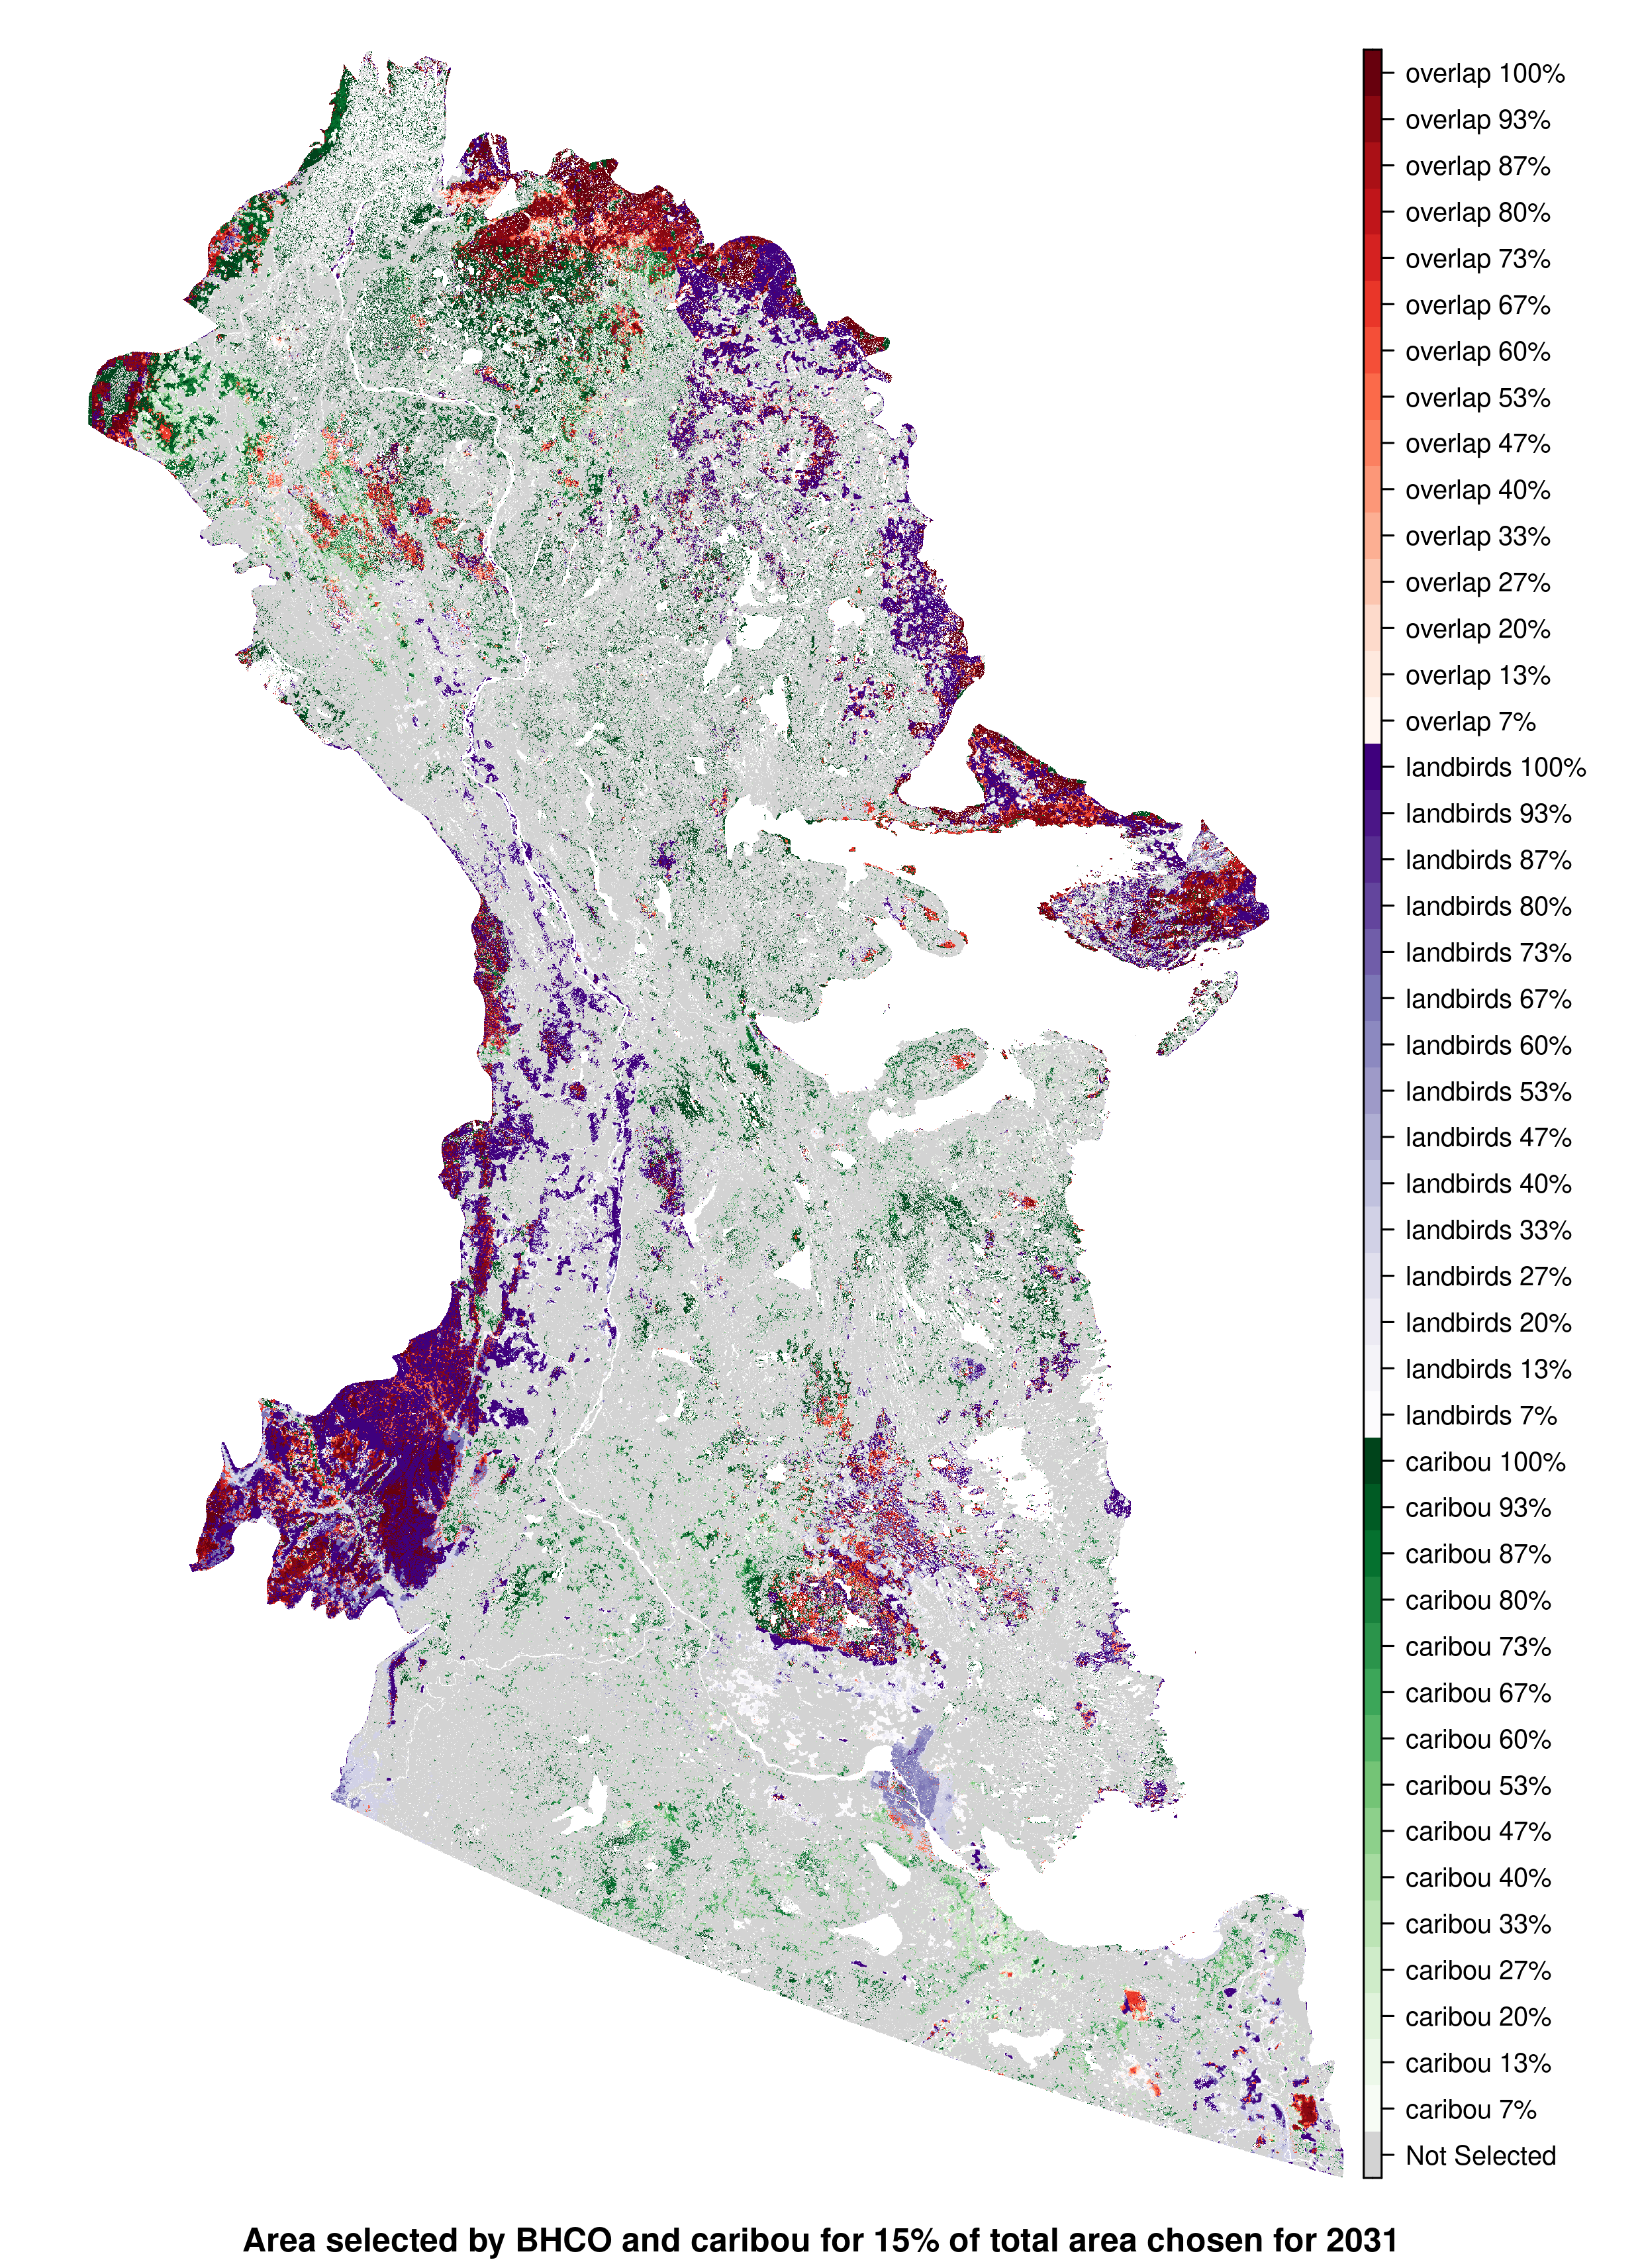 overlap 100%
overlap 93%
overlap 87%
overlap 80%
overlap 73%
overlap 67%
overlap 60%
overlap 53%
overlap 47%
overlap 40%
overlap 33%
overlap 27%
overlap 20%
overlap 13%
overlap 7%
landbirds 100%
landbirds 93%
landbirds 87%
landbirds 80%
landbirds 73%
landbirds 67%
landbirds 60%
landbirds 53%
landbirds 47%
landbirds 40%
landbirds 33%
landbirds 27%
landbirds 20%
landbirds 13%
landbirds 7%
caribou 100%
caribou 93%
caribou 87%
caribou 80%
caribou 73%
caribou 67%
caribou 60%
caribou 53%
caribou 47%
caribou 40%
caribou 33%
caribou 27%
caribou 20%
caribou 13%
caribou 7%
Not Selected
Area selected by BHCO and caribou for 15% of total area chosen for 2031